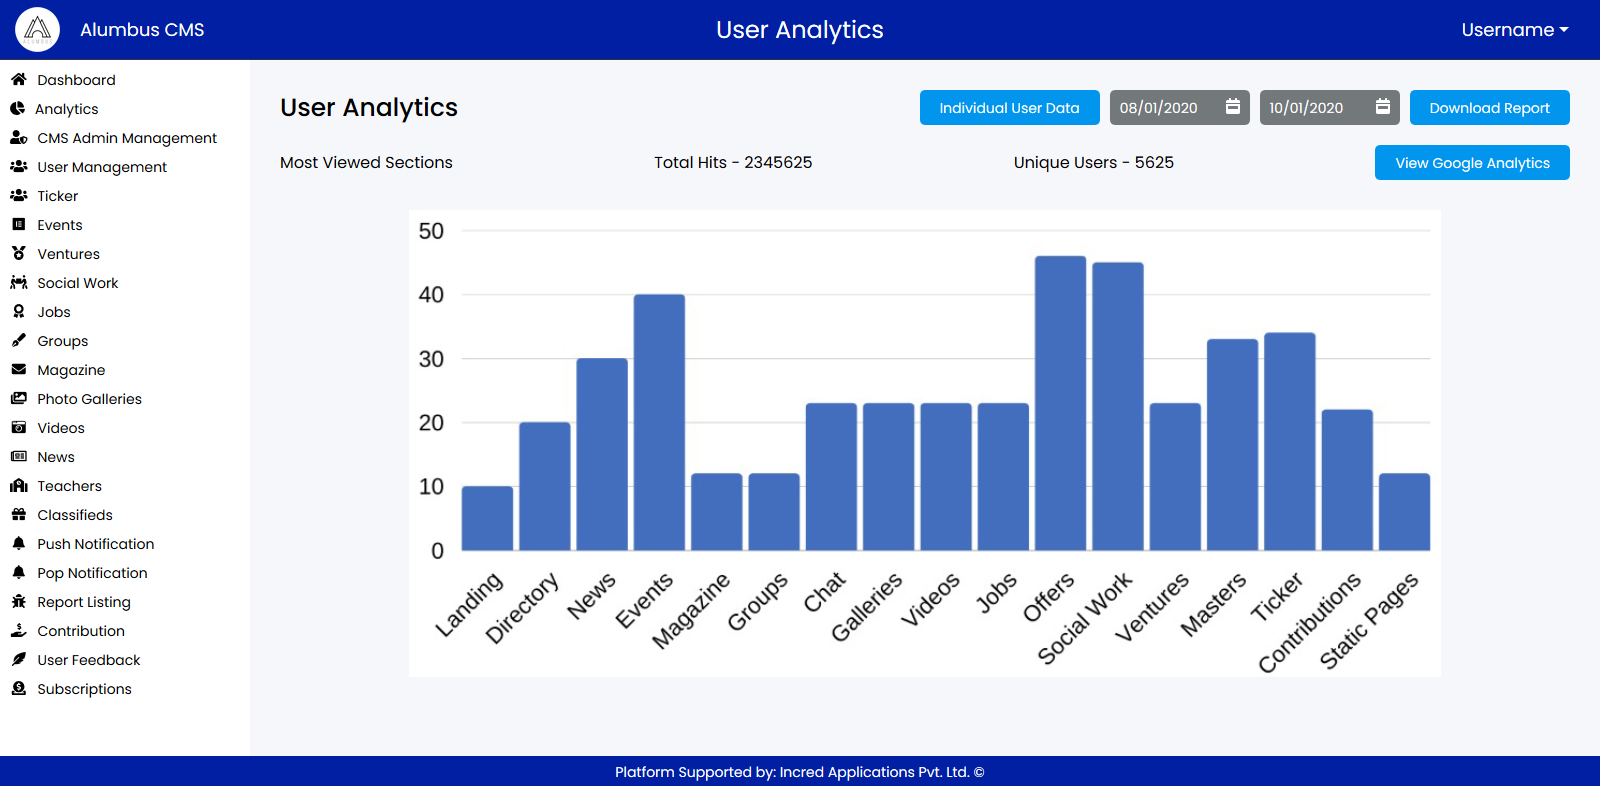 Alumbus CMS
User Analytics
Username
ALUMBUS
Dashboard
Analytics
CMS Admin Management
User Management
Ticker
Events
Ventures
Social Work
Jobs
Groups
Magazine
Photo Galleries
Videos
News
Teachers
Classifieds
Push Notification
Pop Notification
Report Listing
Contribution
User Feedback
Subscriptions
User Analytics
Individual User Data
08/01/2020
10/01/2020
Download Report
Most Viewed Sections
Total Hits - 2345625
Unique Users - 5625
View Google Analytics
50
40
30
20
10
0
Landing
Directory
News
Events
Magazine
Groups
Chat
Galleries
Videos
Jobs
Offers
Social Work
Ventures
Masters
Ticker
Contributions
Static Pages
Platform Supported by: Incred Applications Pvt. Ltd. ©